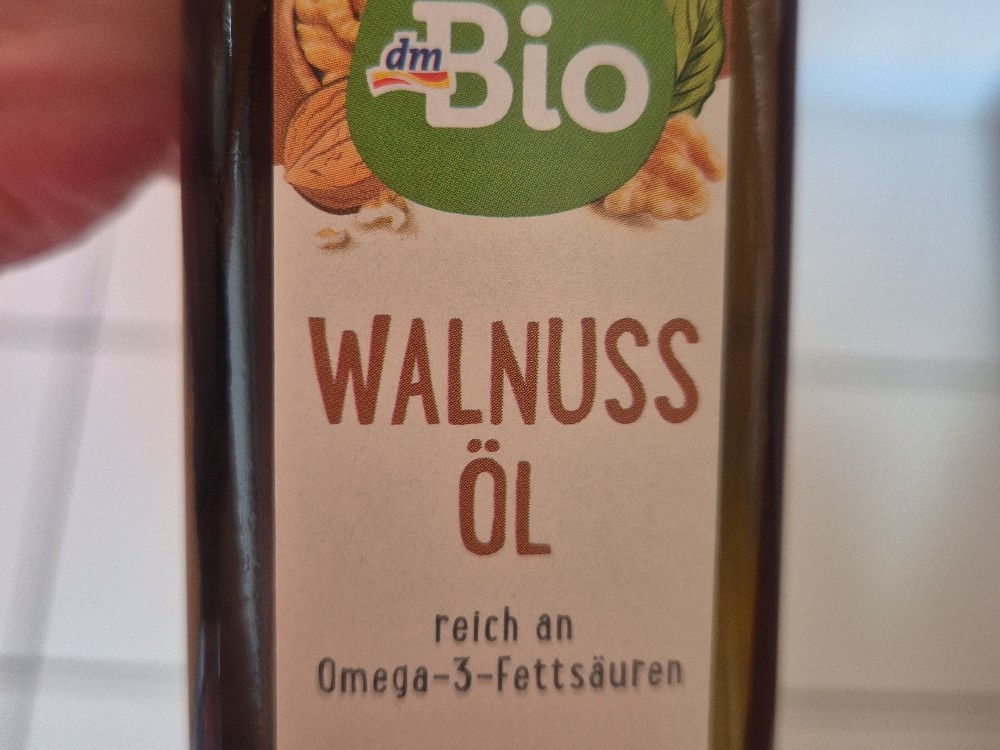 dm
Bio
WALNUSS
ÖL
reich an
Omega-3-Fettsäuren